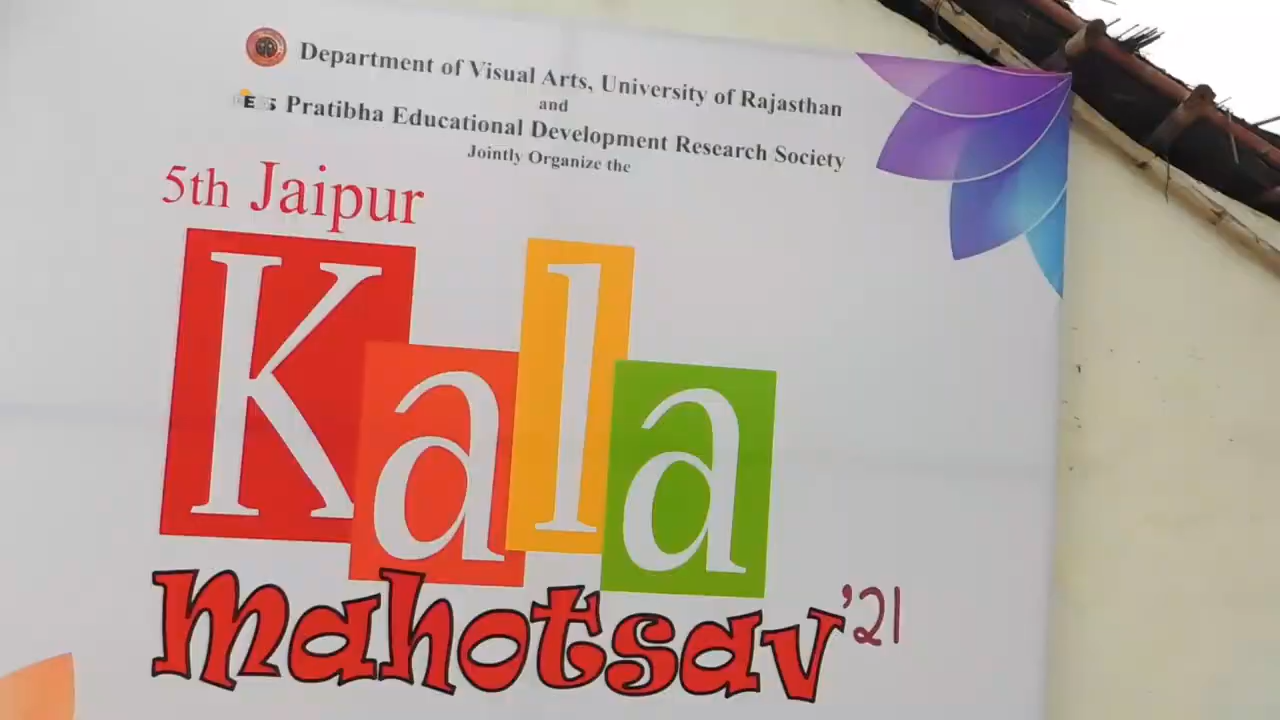 Department of Visual Arts, University of Rajasthan
and
Pratibha Educational Development Research Society
Jointly Organize the
5th Jaipur
Kala
mahotsav'21